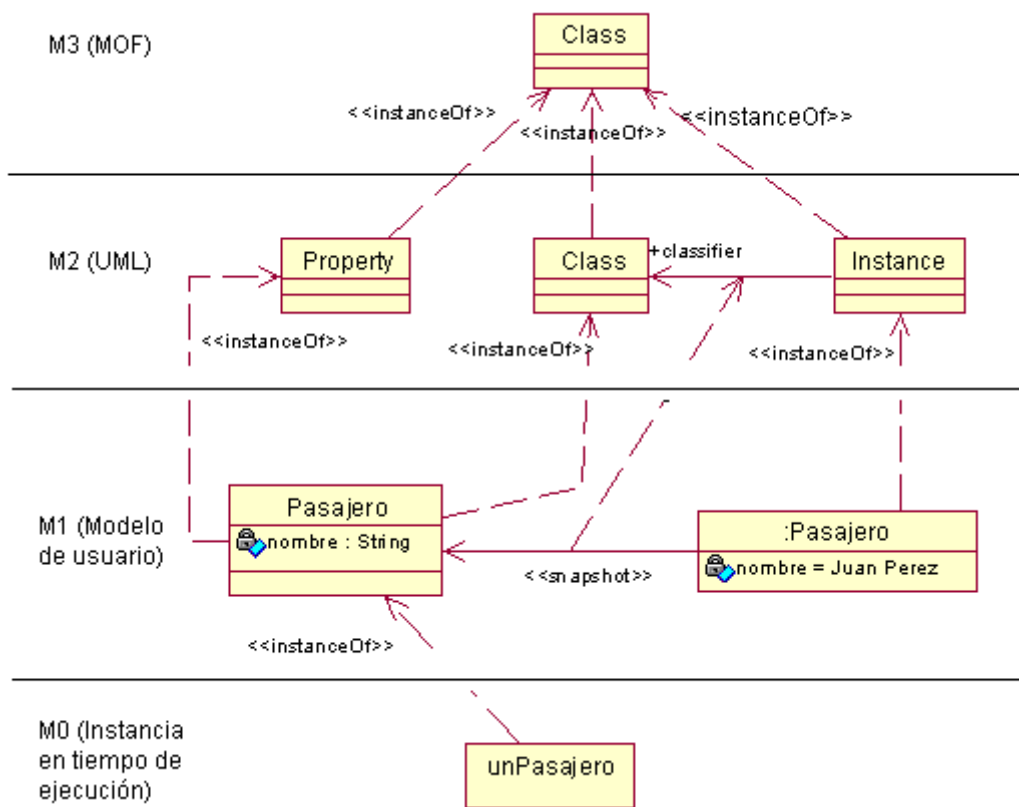 M3 (MOF)
Class
<<instanceOf>>
<<instanceOf>>
<<instanceOf>>
M2 (UML)
Property
Class
+classifier
Instance
<<instanceOf>>
<<instanceOf>>
<<instanceOf>>
M1 (Modelo
de usuario)
Pasajero
nombre : String
<<snapshot>>
:Pasajero
nombre = Juan Perez
<<instanceOf>>
M0 (Instancia
en tiempo de
ejecución)
unPasajero